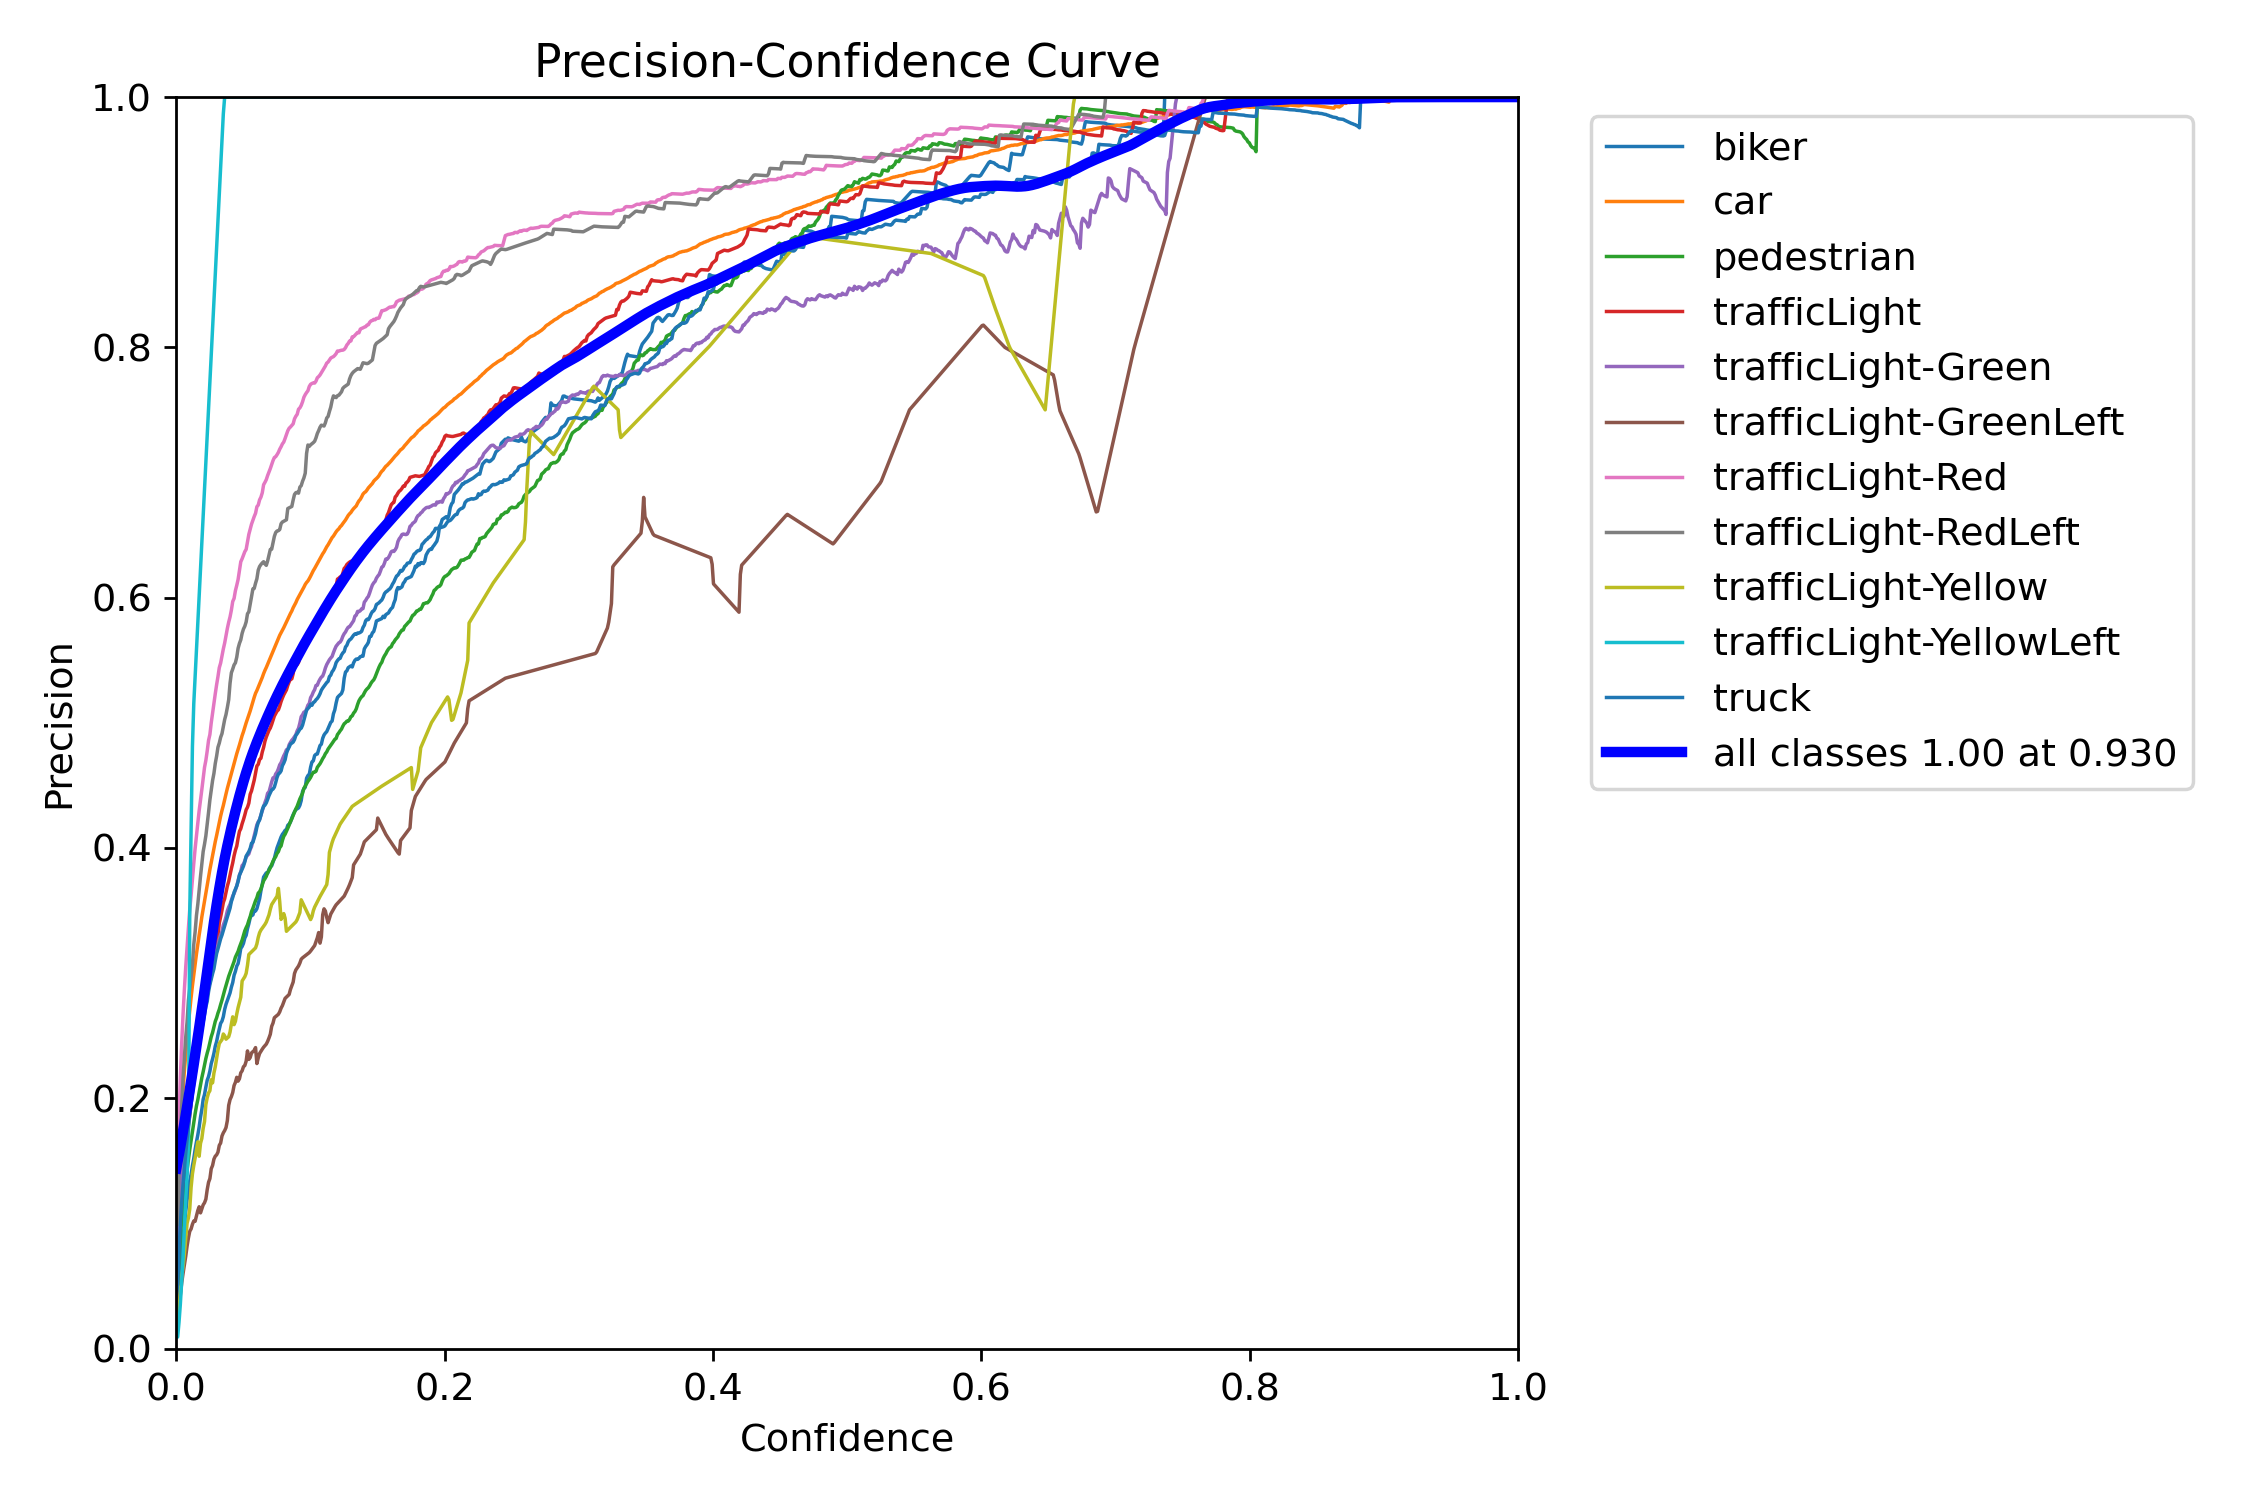 Precision-Confidence Curve
1.0
0.8
0.6
0.4
0.2
0.0
Precision
0.0 0.2 0.4 0.6 0.8 1.0
Confidence
biker
car
pedestrian
trafficLight
trafficLight-Green
trafficLight-GreenLeft
trafficLight-Red
trafficLight-RedLeft
trafficLight-Yellow
trafficLight-YellowLeft
truck
all classes 1.00 at 0.930